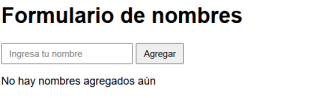 Formulario de nombres
Ingresa tu nombre Agregar
No hay nombres agregados aún